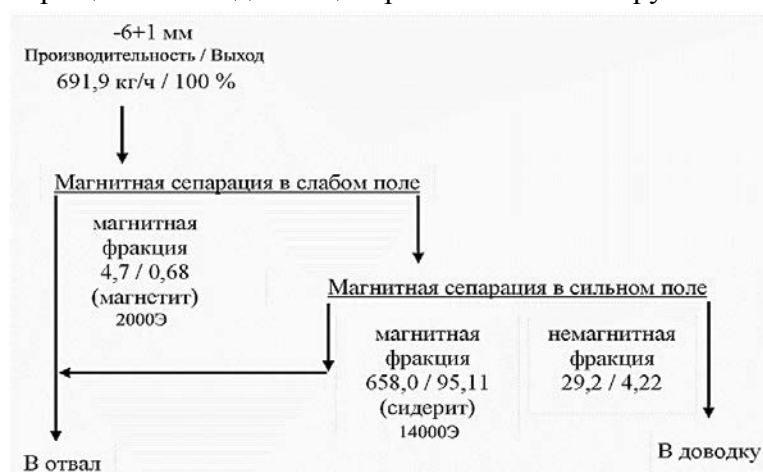 -6+1 мм
Производительность / Выход
691,9 кг/ч / 100 %
Магнитная сепарация в слабом поле
магнитная
фракция
4,7 / 0,68
(магнетит)
2000Э
Магнитная сепарация в сильном поле
магнитная
фракция
658,0 / 95,11
(сидерит)
14000Э
немагнитная
фракция
29,2 / 4,22
В отвал
В доводку